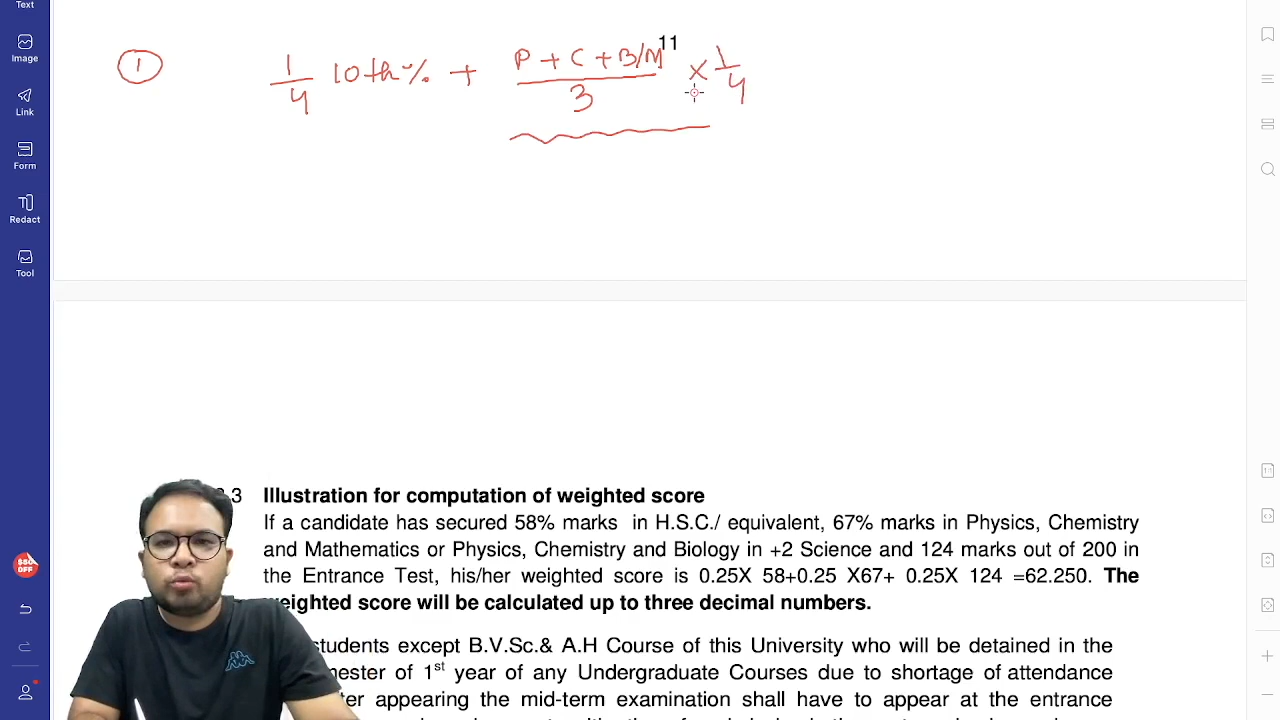 Text
Image
Link
Form
Redact
Tool
$80 OFF
1
1/4 10th% + P + C + B/M 11 / 3 × 1/4
.3 Illustration for computation of weighted score
If a candidate has secured 58% marks in H.S.C./ equivalent, 67% marks in Physics, Chemistry
and Mathematics or Physics, Chemistry and Biology in +2 Science and 124 marks out of 200 in
the Entrance Test, his/her weighted score is 0.25X 58+0.25 X67+ 0.25X 124 =62.250. The
weighted score will be calculated up to three decimal numbers.
students except B.V.Sc.& A.H Course of this University who will be detained in the
of 1st year of any Undergraduate Courses due to shortage of attendance
appearing the mid-term examination shall have to appear at the entrance